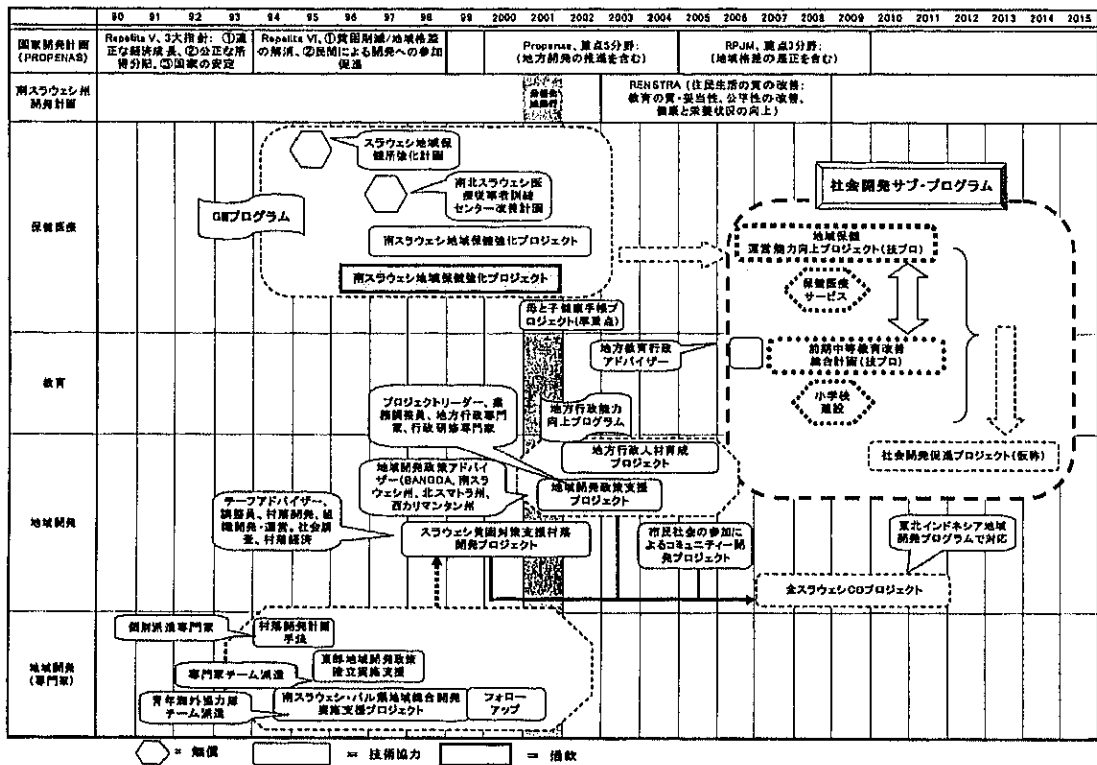 90 91 92 93 94 95 96 97 98 99 2000 2001 2002 2003 2004 2005 2006 2007 2008 2009 2010 2011 2012 2013 2014 2015
国家開発計画
(PROPENAS)
Repelita V、3大指針: ①適
正な経済成長、②公正な所
得分配、③国家の安定
Repelita VI、①貧困削減/地域格差
の解消、②民間による開発への参加
促進
Propenas、重点5分野:
(地方開発の推進を含む)
RPJM、重点3分野:
(地域格差の是正を含む)
南スラウェシ州
開発計画
RENSTRA (住民生活の質の改善:
教育の質・妥当性、公平性の改善、
健康と栄養状況の向上)
保健医療
スラウェシ地域保
健所強化計画
南北スラウェシ医
療従事者訓練
センター改善計画
GIIプログラム
南スラウェシ地域保健強化プロジェクト
南スラウェシ地域保健強化プロジェクト
母と子健康手帳プ
ロジェクト(厚重点)
社会開発サブ・プログラム
地域保健
運営能力向上プロジェクト(技プロ)
保健医療
サービス
教育
地方教育行政
アドバイザー
前期中等教育改善
総合計画(技プロ)
小学校
建設
プロジェクトリーダー、業
務調整員、地方行政専門
家、行政研修専門家
地方行政能力
向上プログラム
地方行政人材育成
プロジェクト
社会開発促進プロジェクト(仮称)
地域開発
地域開発政策アドバイ
ザー(BANGDA、南スラ
ウェシ州、北スマトラ州、
西カリマンタン州
地域開発政策支援
プロジェクト
チーフアドバイザー、
調整員、村落開発、組
織開発・運営、社会調
査、村落経済
スラウェシ貧困対策支援村落
開発プロジェクト
市民社会の参加に
よるコミュニティー開
発プロジェクト
東北インドネシア地域
開発プログラムで対応
全スラウェシCDプロジェクト
地域開発
(専門家)
個別派遣専門家
村落開発計画
手法
専門家チーム派遣
東部地域開発政策
確立実施支援
青年海外協力隊
チーム派遣
南スラウェシ・バル県地域総合開発
実施支援プロジェクト
フォロー
アップ
= 無償
= 技術協力
= 借款